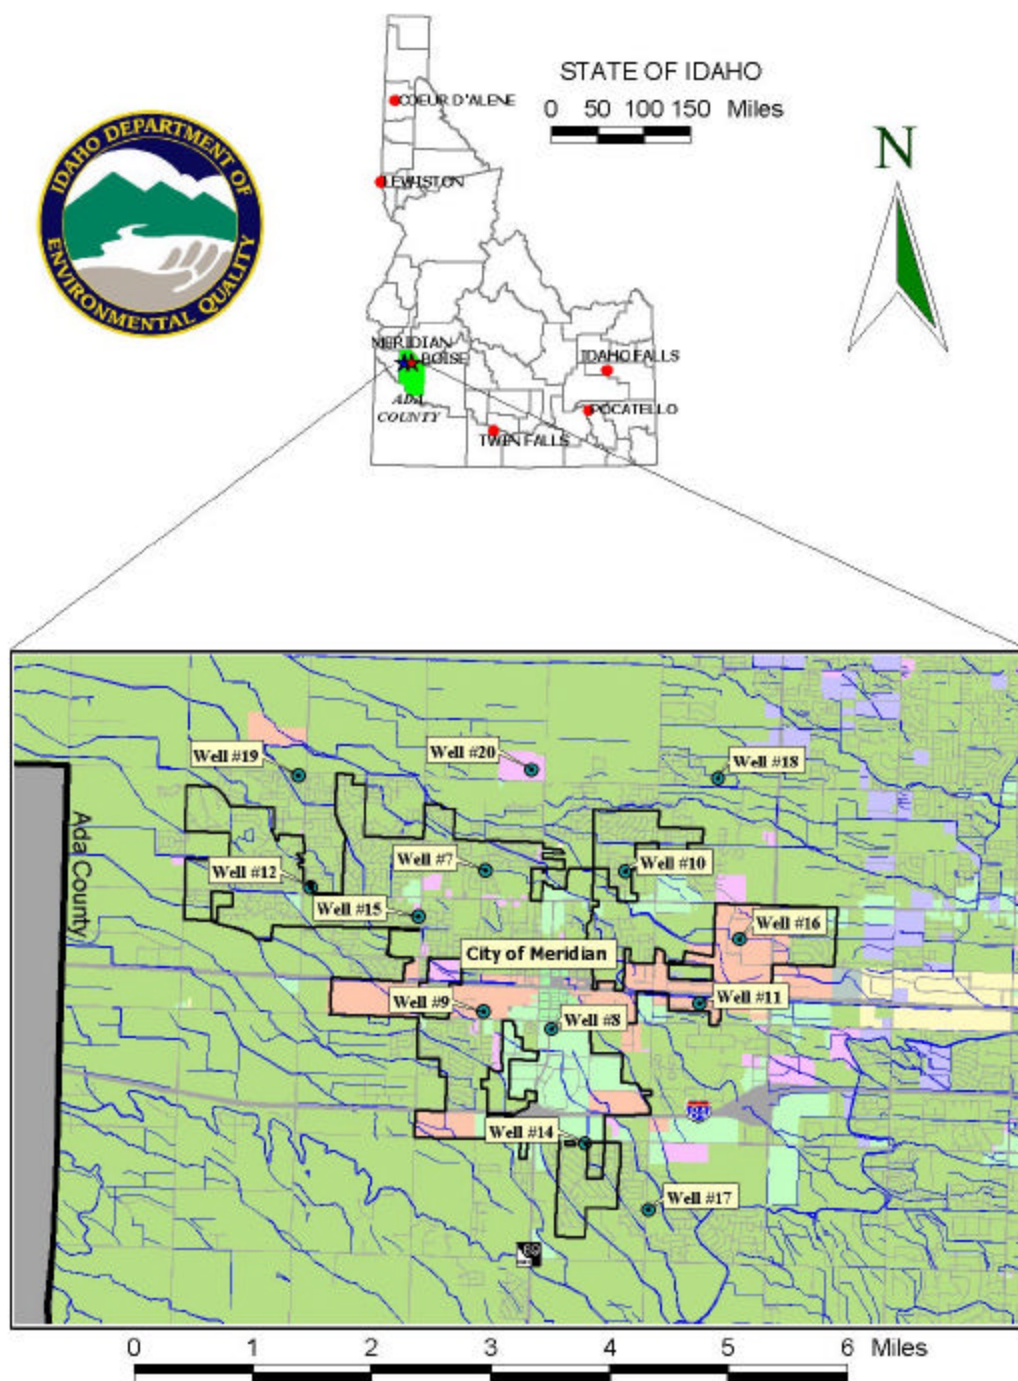 STATE OF IDAHO
0 50 100 150 Miles
IDAHO DEPARTMENT OF
ENVIRONMENTAL QUALITY
N
COEUR D'ALENE
LEWISTON
MERIDIAN
BOISE
IDAHO FALLS
ADA
COUNTY
POCATELLO
TWIN FALLS
Well #19
Well #20
Well #18
Ada County
Well #7
Well #10
Well #12
Well #15
Well #16
City of Meridian
Well #9
Well #11
Well #8
Well #14
Well #17
69
0 1 2 3 4 5 6 Miles